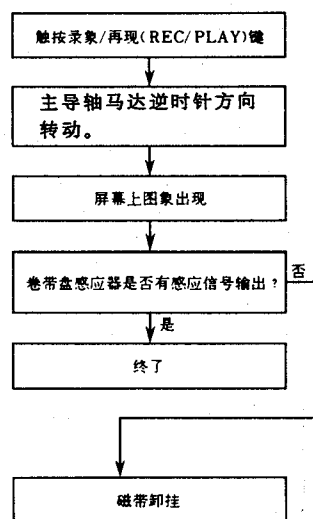 触按录象/再现(REC/PLAY)键
主导轴马达逆时针方向
转动。
屏幕上图象出现
卷带盘感应器是否有感应信号输出?
否
是
终了
磁带卸挂